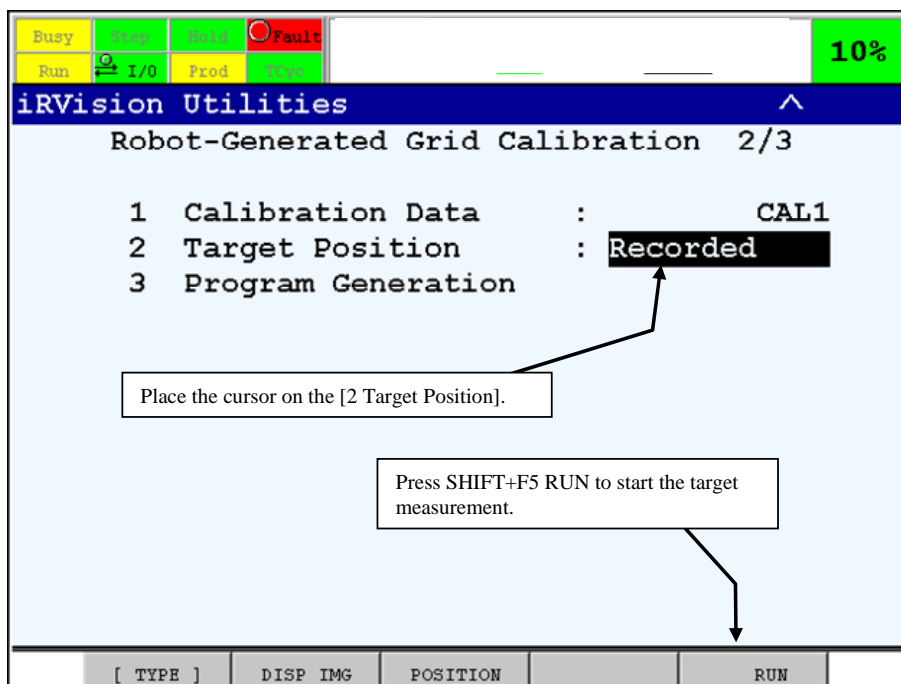 Busy Step Hold Fault
Run I/O Prod TCyc
10%
iRVision Utilities
Robot-Generated Grid Calibration 2/3
1 Calibration Data : CAL1
2 Target Position : Recorded
3 Program Generation
Place the cursor on the [2 Target Position].
Press SHIFT+F5 RUN to start the target
measurement.
[ TYPE ] DISP IMG POSITION RUN